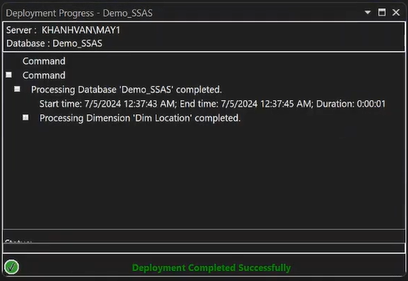 Deployment Progress - Demo_SSAS
Server : KHANHVAN\MAY1
Database : Demo_SSAS
Command
Command
Processing Database 'Demo_SSAS' completed.
Start time: 7/5/2024 12:37:43 AM; End time: 7/5/2024 12:37:45 AM; Duration: 0:00:01
Processing Dimension 'Dim Location' completed.
Status:
Deployment Completed Successfully